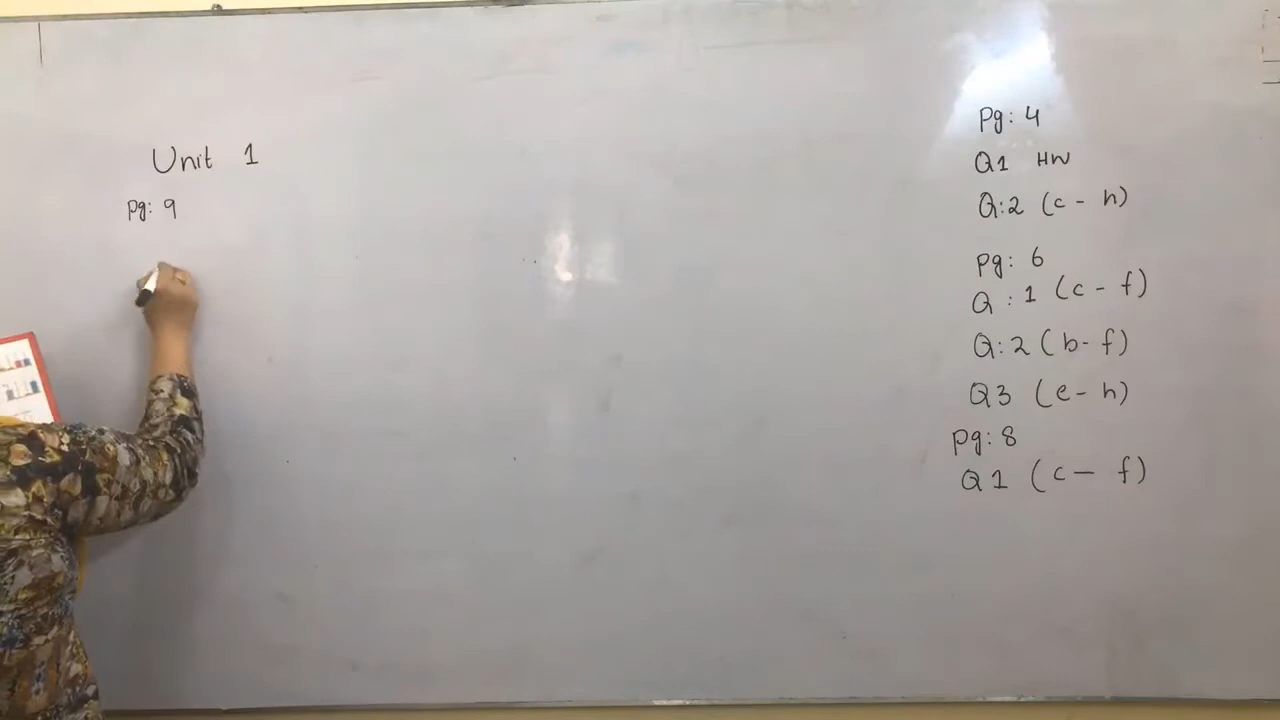 Unit 1
Pg: 9
Pg: 4
Q1 HW
Q:2 (c - h)
Pg: 6
Q : 1 (c - f)
Q:2 (b - f)
Q3 (e - h)
Pg: 8
Q1 (c - f)